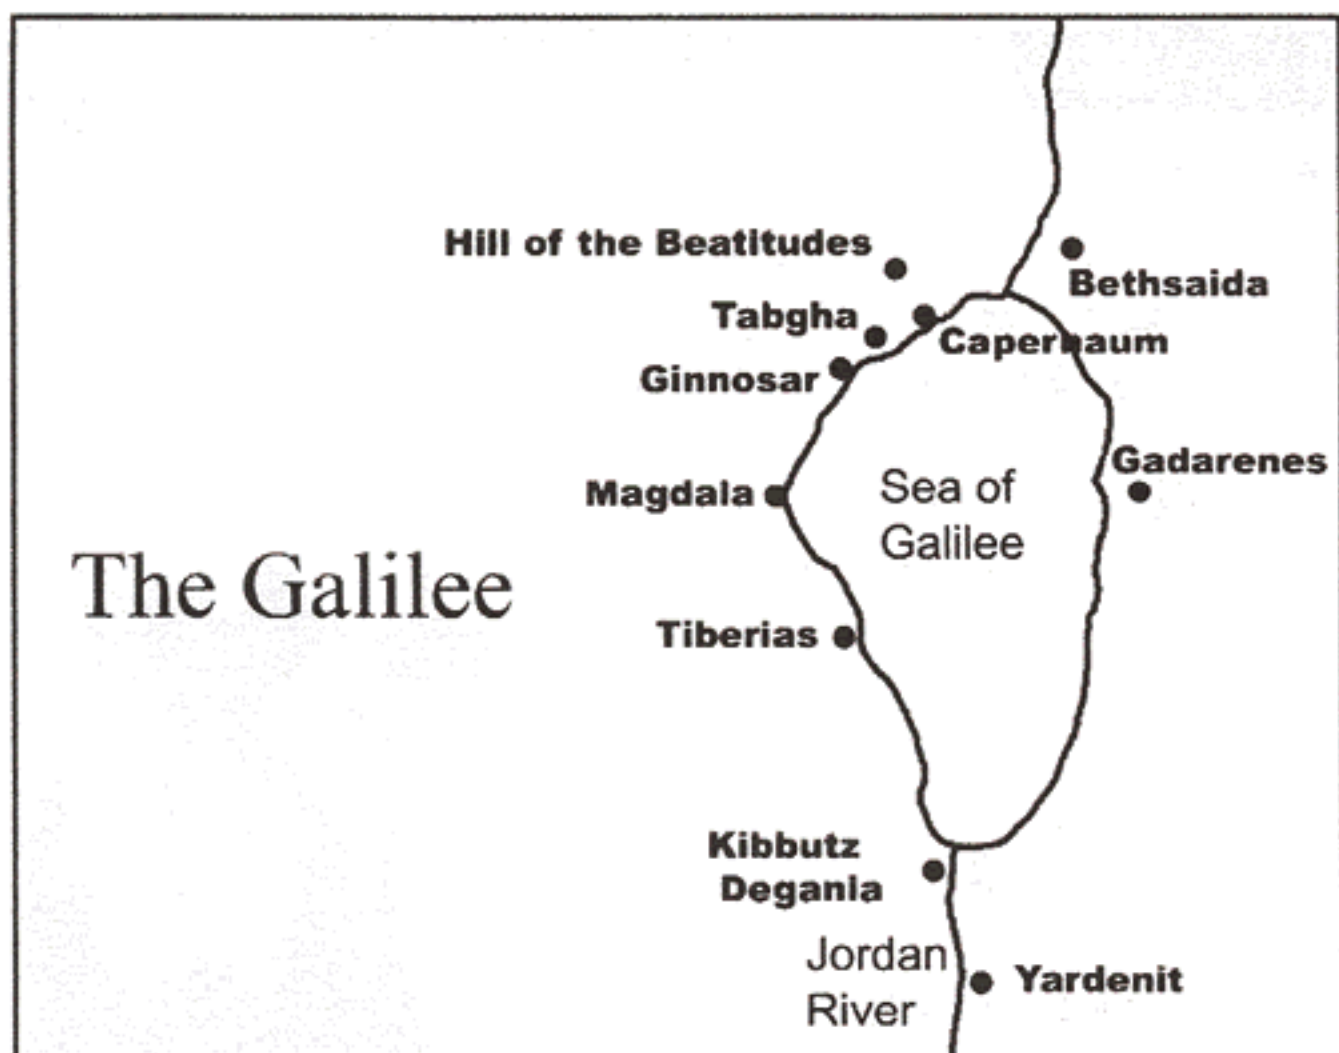 Hill of the Beatitudes
Bethsaida
Tabgha
Capernaum
Ginnosar
Gadarenes
Magdala
Sea of
Galilee
The Galilee
Tiberias
Kibbutz
Degania
Jordan
River
Yardenit